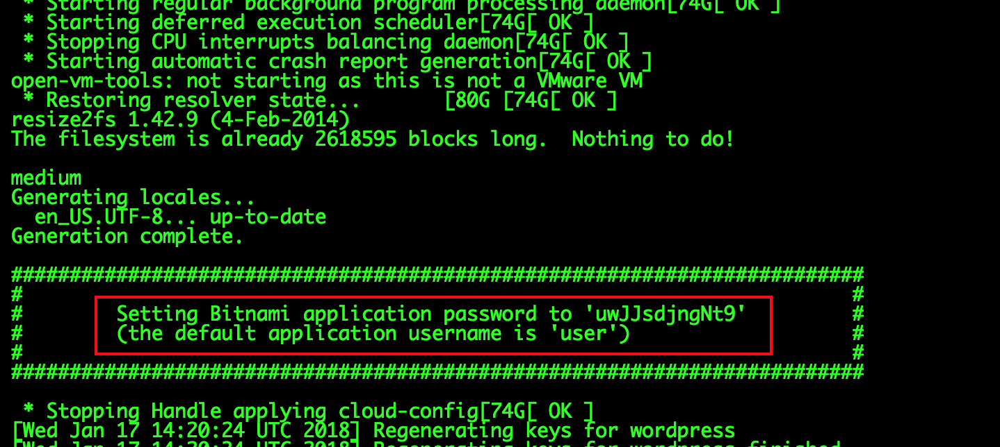 * Starting regular background program processing daemon[74G[ OK ]
* Starting deferred execution scheduler[74G[ OK ]
* Stopping CPU interrupts balancing daemon[74G[ OK ]
* Starting automatic crash report generation[74G[ OK ]
open-vm-tools: not starting as this is not a VMware VM
* Restoring resolver state...       [80G [74G[ OK ]
resize2fs 1.42.9 (4-Feb-2014)
The filesystem is already 2618595 blocks long.  Nothing to do!
medium
Generating locales...
  en_US.UTF-8... up-to-date
Generation complete.
#########################################################################
#                                                                       #
#        Setting Bitnami application password to 'uwJJsdjngNt9'         #
#        (the default application username is 'user')                   #
#                                                                       #
#########################################################################
* Stopping Handle applying cloud-config[74G[ OK ]
[Wed Jan 17 14:20:24 UTC 2018] Regenerating keys for wordpress
[Wed Jan 17 14:20:24 UTC 2018] Regenerating keys for wordpress finished